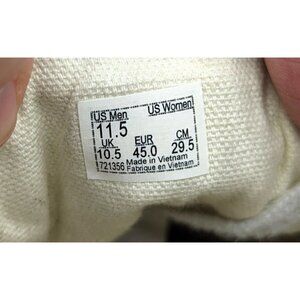 US Men US Women
11.5
UK EUR CM
10.5 45.0 29.5
721356 Made in Vietnam
Fabriqué en Vietnam